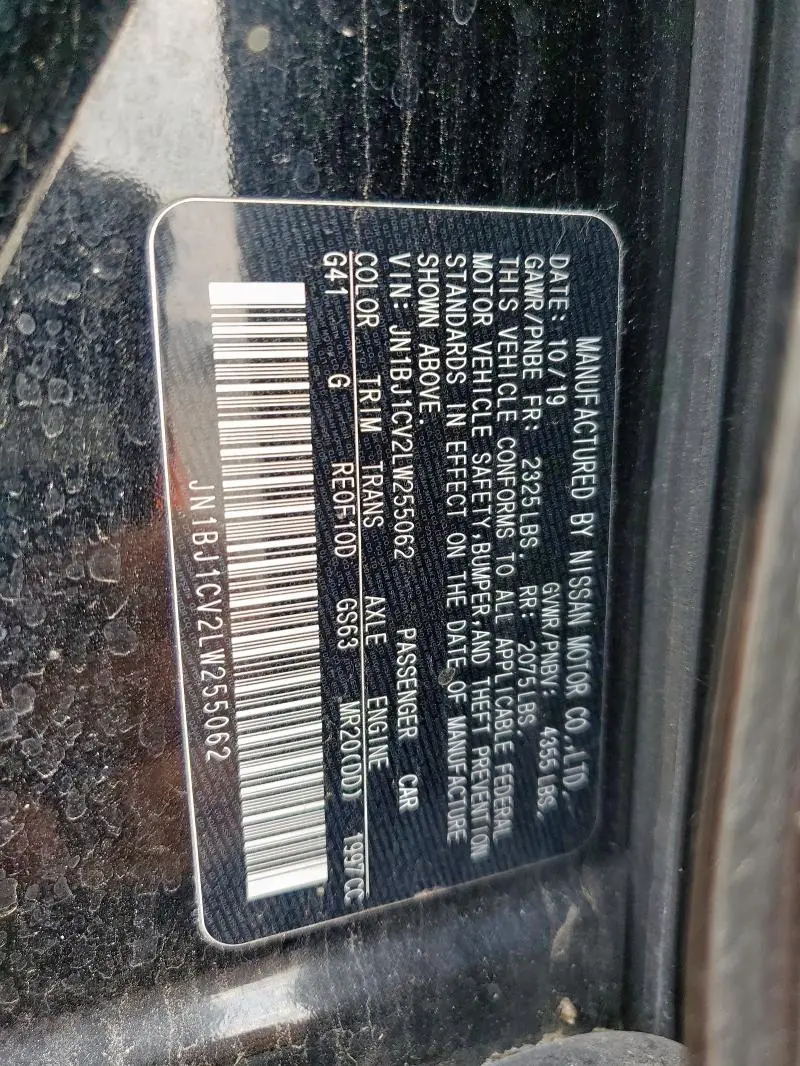 MANUFACTURED BY NISSAN MOTOR CO.,LTD.
DATE: 10/19 GVWR/PNBV: 4355 LBS,
GAWR/PNBE FR: 2325LBS, RR: 2075LBS
THIS VEHICLE CONFORMS TO ALL APPLICABLE FEDERAL
MOTOR VEHICLE SAFETY,BUMPER,AND THEFT PREVENTION
STANDARDS IN EFFECT ON THE DATE OF MANUFACTURE
SHOWN ABOVE.
VIN: JN1BJ1CV2LW255062 PASSENGER CAR
COLOR TRIM TRANS AXLE ENGINE
G41 G RE0F10D GS63 MR20(DD) 1997CC
JN1BJ1CV2LW255062